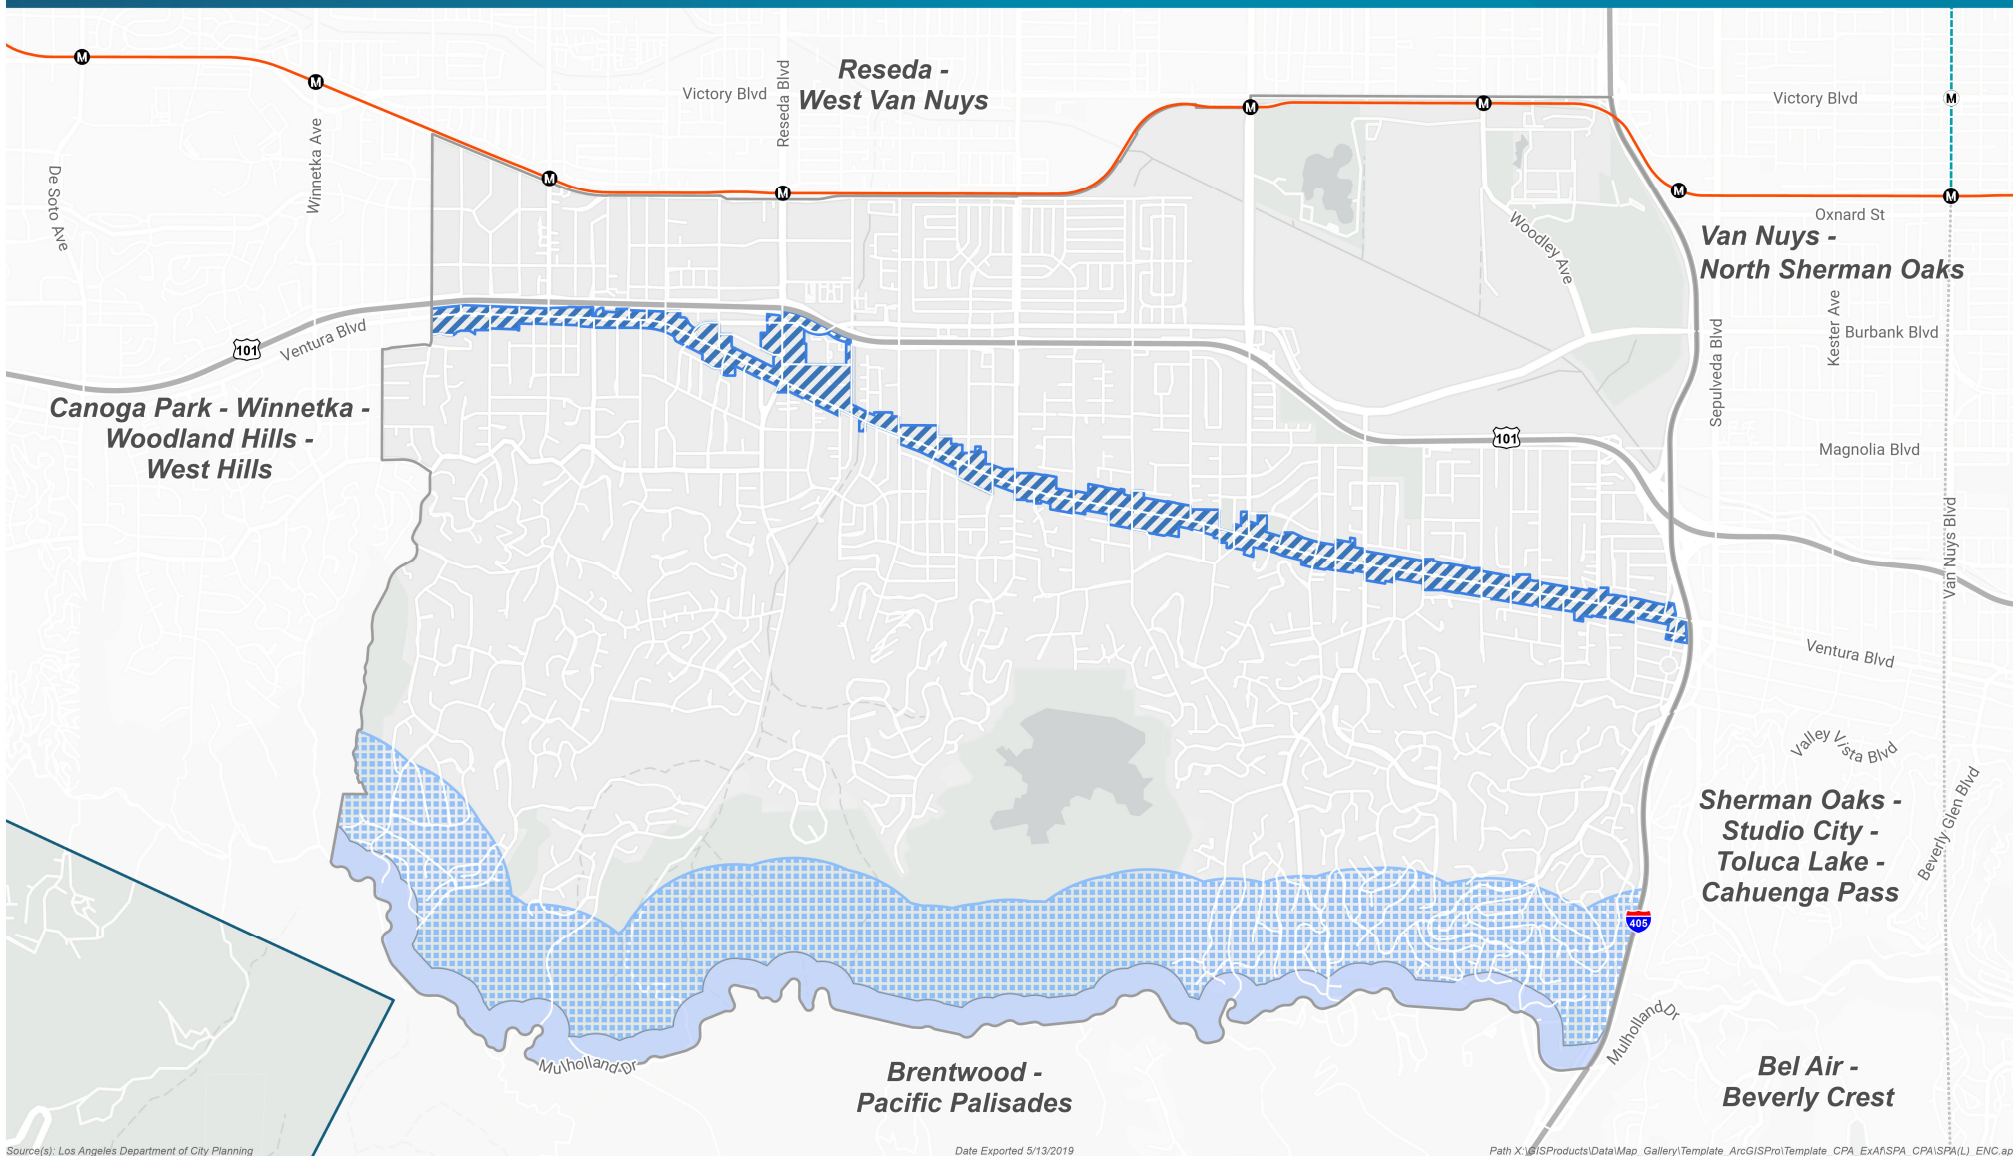 M
M
Reseda -
West Van Nuys
Victory Blvd
Reseda Blvd
M
M
Victory Blvd
M
Winnetka Ave
De Soto Ave
M
M
M
M
Oxnard St
Woodley Ave
Van Nuys -
North Sherman Oaks
Kester Ave
Burbank Blvd
Sepulveda Blvd
101
Ventura Blvd
Canoga Park - Winnetka -
Woodland Hills -
West Hills
101
Magnolia Blvd
Van Nuys Blvd
Ventura Blvd
Valley Vista Blvd
Beverly Glen Blvd
Sherman Oaks -
Studio City -
Toluca Lake -
Cahuenga Pass
405
Mulholland Dr
Mulholland Dr
Brentwood -
Pacific Palisades
Bel Air -
Beverly Crest
Source(s): Los Angeles Department of City Planning
Date Exported 5/13/2019